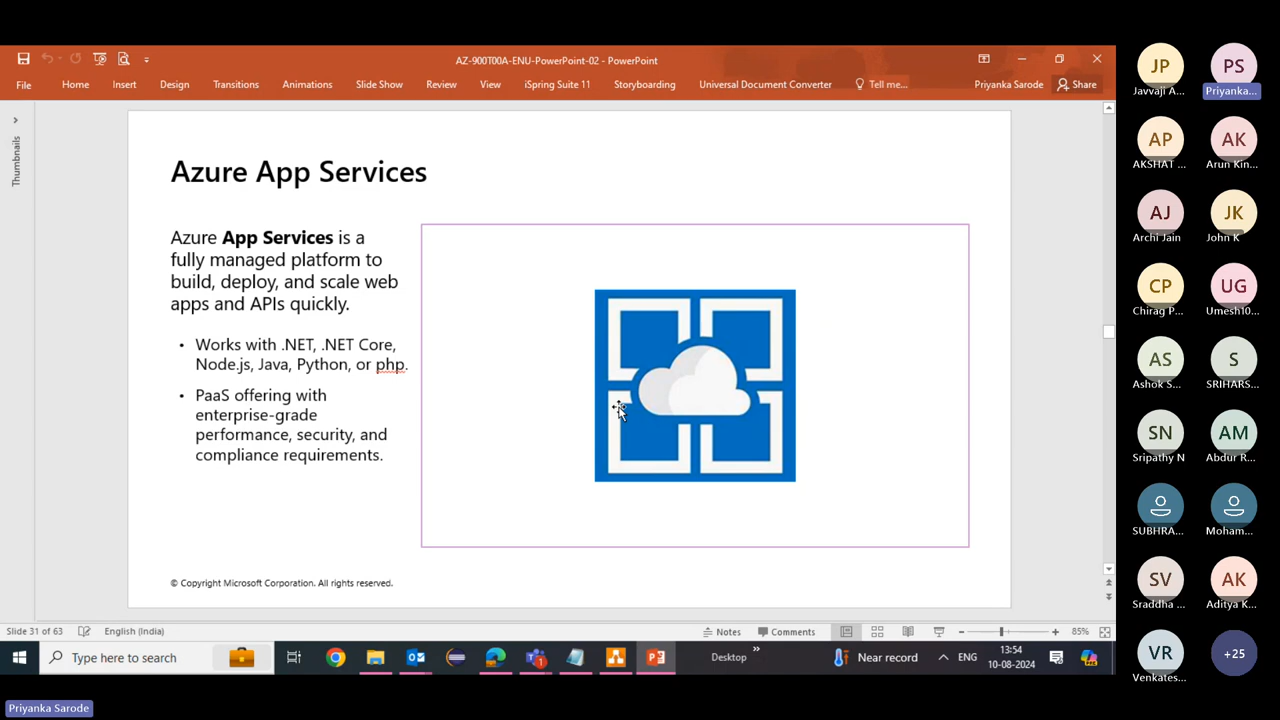 AZ-900T00A-ENU-PowerPoint-02 - PowerPoint
File Home Insert Design Transitions Animations Slide Show Review View iSpring Suite 11 Storyboarding Universal Document Converter Tell me... Priyanka Sarode Share
Thumbnails
Azure App Services
Azure App Services is a
fully managed platform to
build, deploy, and scale web
apps and APIs quickly.
• Works with .NET, .NET Core,
Node.js, Java, Python, or php.
• PaaS offering with
enterprise-grade
performance, security, and
compliance requirements.
© Copyright Microsoft Corporation. All rights reserved.
Slide 31 of 63 English (India) Notes Comments 85%
Type here to search
Desktop
Near record
ENG
13:54
10-08-2024
Priyanka Sarode
JP PS
Javvaji A... Priyanka...
AP AK
AKSHAT ... Arun Kin...
AJ JK
Archi Jain John K
CP UG
Chirag P... Umesh10...
AS S
Ashok S... SRIHARS...
SN AM
Sripathy N Abdur R...
SUBHRA... Moham...
SV AK
Sraddha ... Aditya K...
VR +25
Venkates...